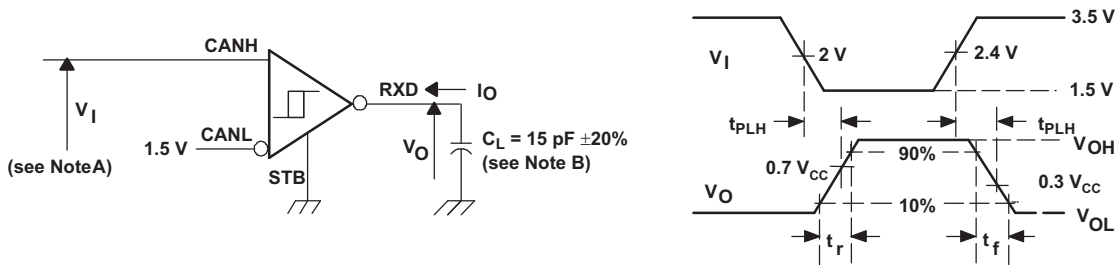 CANH
RXD
I_O
V_I
CANL
1.5 V
(see NoteA)
STB
V_O
C_L = 15 pF ±20%
(see Note B)
3.5 V
V_I
2 V
2.4 V
1.5 V
t_PLH
t_PLH
V_OH
90%
0.7 V_CC
0.3 V_CC
V_O
10%
V_OL
t_r
t_f